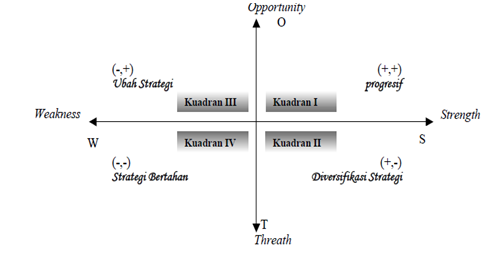 Opportunity
O
(-,+)
Ubah Strategi
(+,+)
progresif
Kuadran III
Kuadran I
Weakness
Strength
W
S
Kuadran IV
Kuadran II
(-,-)
Strategi Bertahan
(+,-)
Diversifikasi Strategi
T
Threath